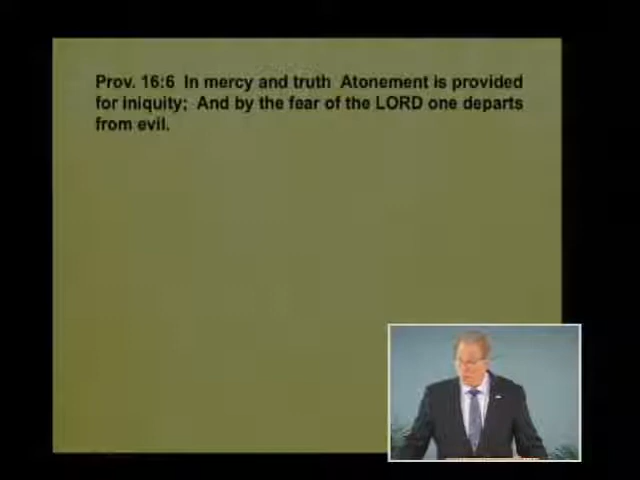 Prov. 16:6 In mercy and truth Atonement is provided
for iniquity; And by the fear of the LORD one departs
from evil.